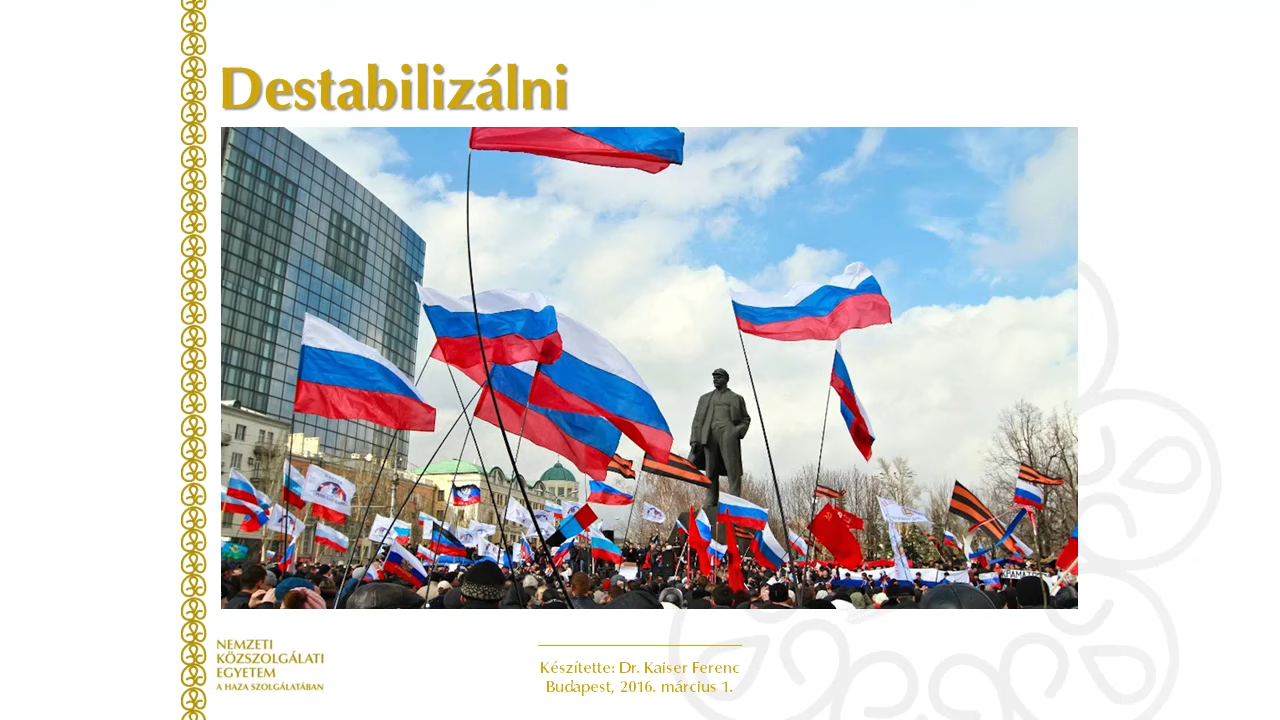 Destabilizálni
NEMZETI
KÖZSZOLGÁLATI
EGYETEM
A HAZA SZOLGÁLATÁBAN
Készítette: Dr. Kaiser Ferenc
Budapest, 2016. március 1.